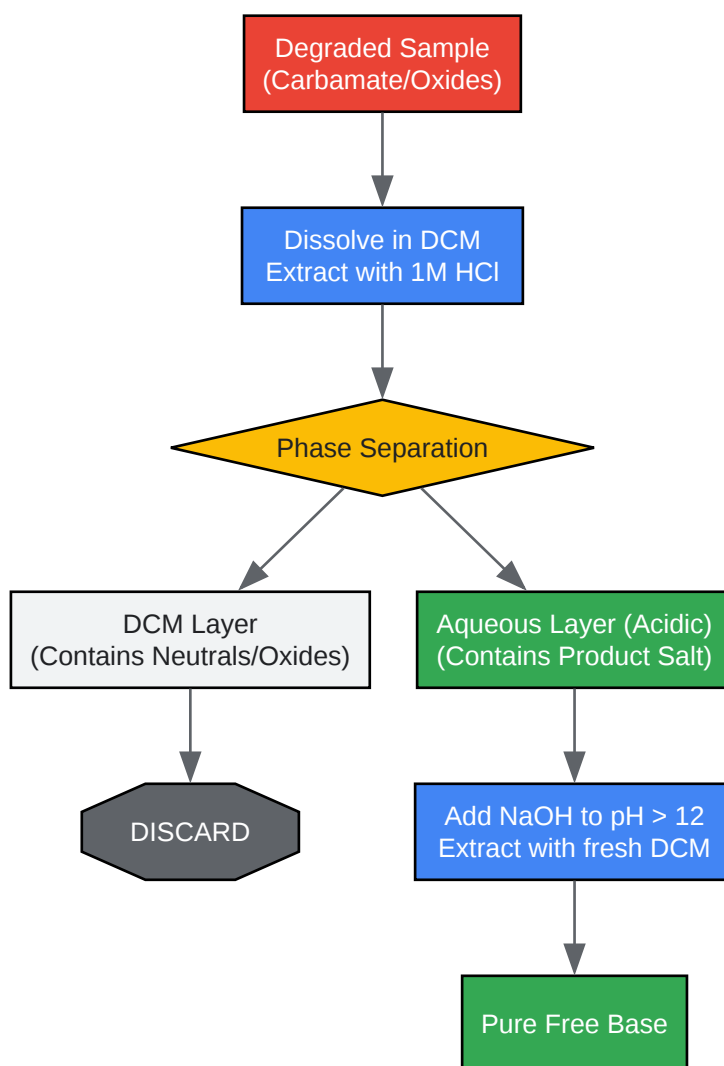 Degraded Sample
(Carbamate/Oxides)
Dissolve in DCM
Extract with 1M HCl
Phase Separation
DCM Layer
(Contains Neutrals/Oxides)
Aqueous Layer (Acidic)
(Contains Product Salt)
DISCARD
Add NaOH to pH > 12
Extract with fresh DCM
Pure Free Base